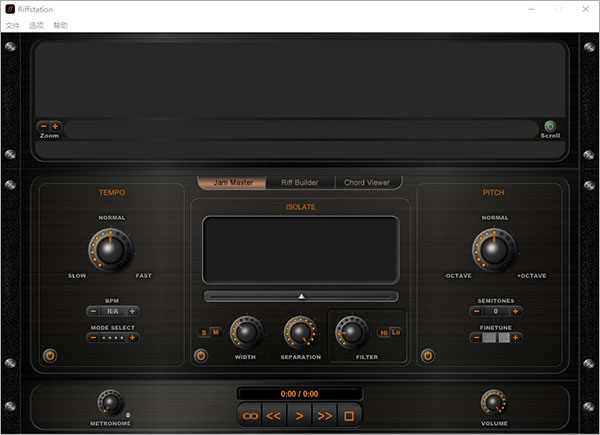 Riffstation
文件 选项 帮助
Zoom
Scroll
Jam Master Riff Builder Chord Viewer
TEMPO
ISOLATE
PITCH
NORMAL
NORMAL
SLOW FAST
-OCTAVE +OCTAVE
BPM
N/A
MODE SELECT
SEMITONES
0
FINETUNE
S M
Hi Lo
WIDTH SEPARATION FILTER
0:00 / 0:00
METRONOME
VOLUME